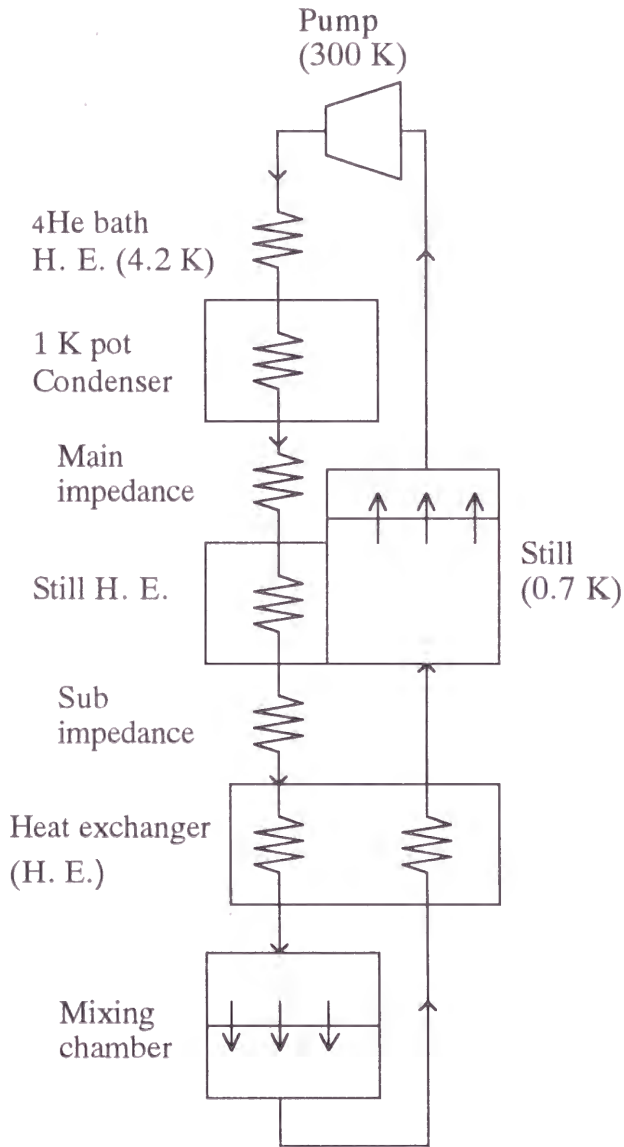 Pump
(300 K)
4He bath
H. E. (4.2 K)
1 K pot
Condenser
Main
impedance
Still H. E.
Still
(0.7 K)
Sub
impedance
Heat exchanger
(H. E.)
Mixing
chamber